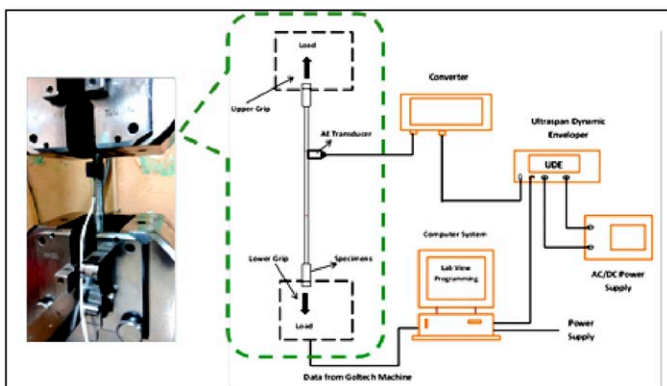 Load
Upper Grip
AE Transducer
Converter
Ultraspan Dynamic
Enveloper
UDE
Computer System
Lab View
Programming
AC/DC Power
Supply
Lower Grip
Specimens
Load
Power
Supply
Data from Goltech Machine